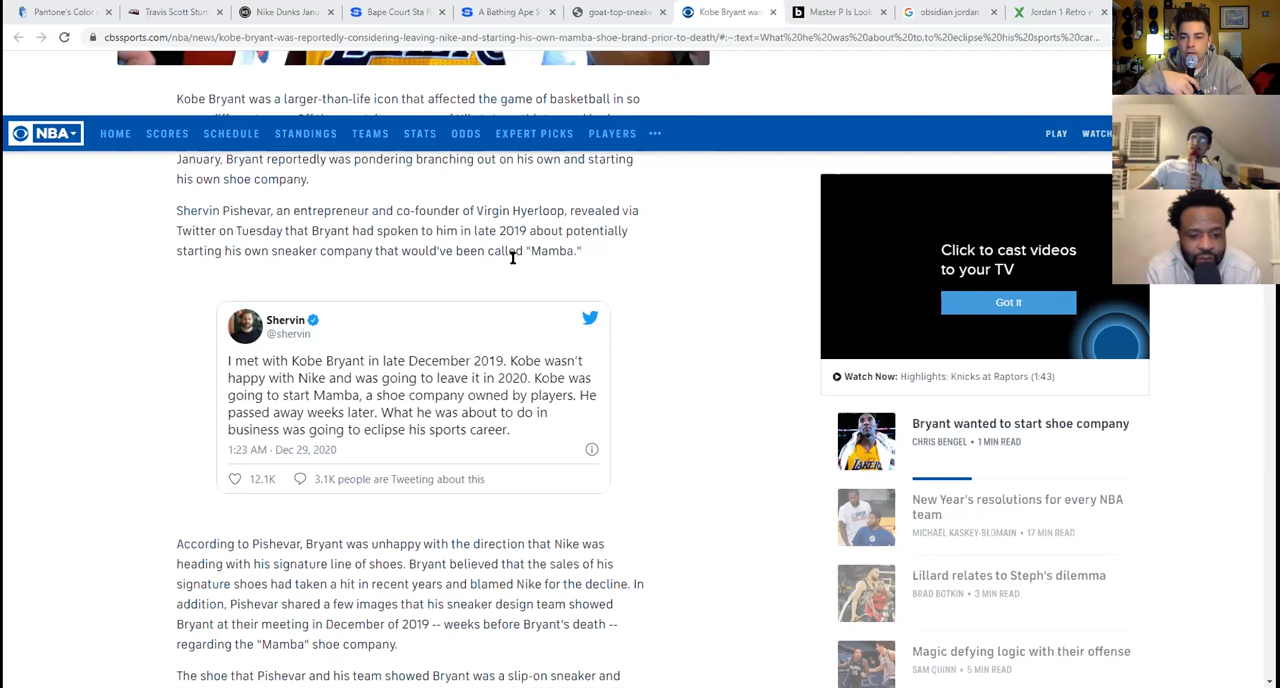 Pantone's Color
Travis Scott Stun
Nike Dunks Janu
Bape Court Sta
A Bathing Ape S
goat-top-sneak
Kobe Bryant was
Master P Is Look
obsidian jordan
Jordan 1 Retro
cbssports.com/nba/news/kobe-bryant-was-reportedly-considering-leaving-nike-and-starting-his-own-mamba-shoe-brand-prior-to-death/#:~:text=What%20he%20was%20about%20to,to%20eclipse%20his%20sports%20car...
Kobe Bryant was a larger-than-life icon that affected the game of basketball in so
NBA
HOME SCORES SCHEDULE STANDINGS TEAMS STATS ODDS EXPERT PICKS PLAYERS ...
PLAY WATCH
January, Bryant reportedly was pondering branching out on his own and starting
his own shoe company.
Shervin Pishevar, an entrepreneur and co-founder of Virgin Hyerloop, revealed via
Twitter on Tuesday that Bryant had spoken to him in late 2019 about potentially
starting his own sneaker company that would've been called "Mamba."
Shervin
@shervin
I met with Kobe Bryant in late December 2019. Kobe wasn't
happy with Nike and was going to leave it in 2020. Kobe was
going to start Mamba, a shoe company owned by players. He
passed away weeks later. What he was about to do in
business was going to eclipse his sports career.
1:23 AM · Dec 29, 2020
12.1K 3.1K people are Tweeting about this
According to Pishevar, Bryant was unhappy with the direction that Nike was
heading with his signature line of shoes. Bryant believed that the sales of his
signature shoes had taken a hit in recent years and blamed Nike for the decline. In
addition, Pishevar shared a few images that his sneaker design team showed
Bryant at their meeting in December of 2019 -- weeks before Bryant's death --
regarding the "Mamba" shoe company.
The shoe that Pishevar and his team showed Bryant was a slip-on sneaker and
Click to cast videos
to your TV
Got it
Watch Now: Highlights: Knicks at Raptors (1:43)
Bryant wanted to start shoe company
CHRIS BENGEL • 1 MIN READ
New Year's resolutions for every NBA
team
MICHAEL KASKEY-BLOMAIN • 17 MIN READ
Lillard relates to Steph's dilemma
BRAD BOTKIN • 3 MIN READ
Magic defying logic with their offense
SAM QUINN • 5 MIN READ